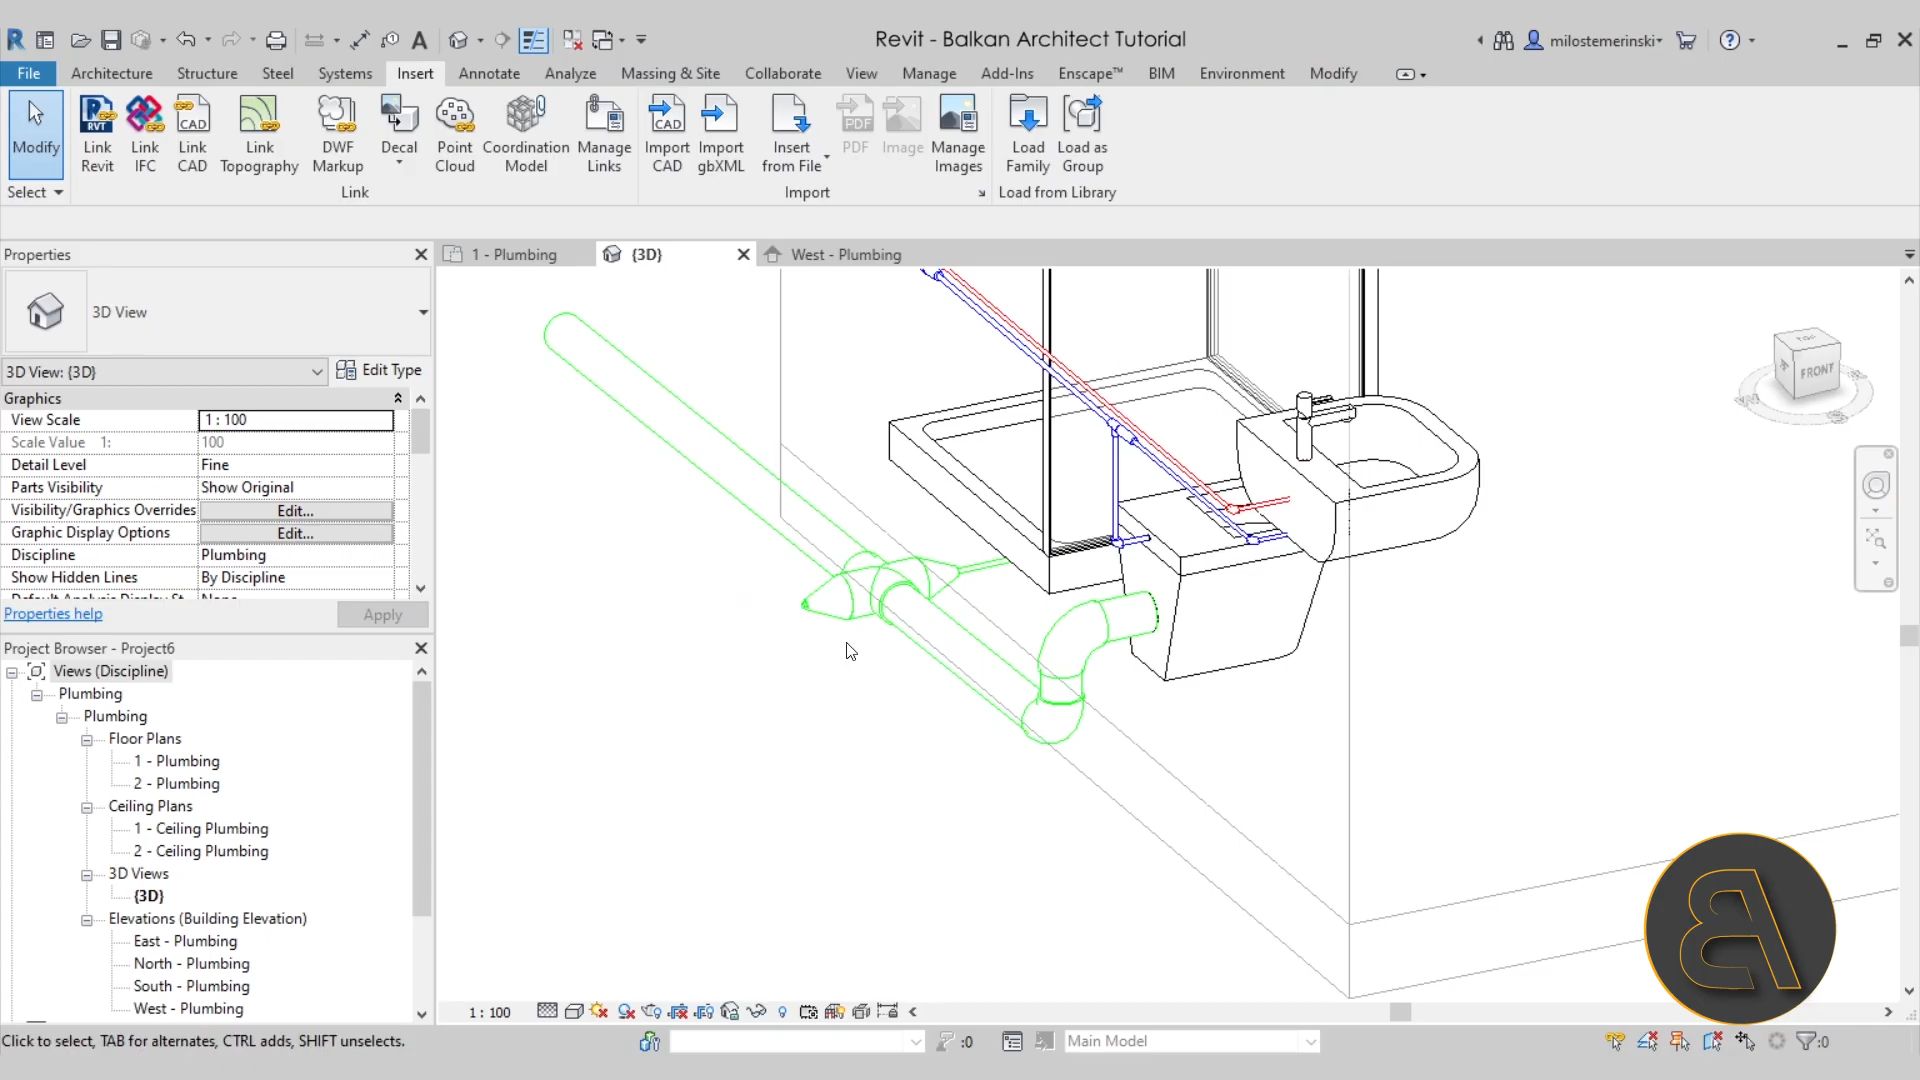 Revit - Balkan Architect Tutorial
milostemerinski
File Architecture Structure Steel Systems Insert Annotate Analyze Massing & Site Collaborate View Manage Add-Ins Enscape™ BIM Environment Modify
Modify
Link Revit
Link IFC
Link CAD
Link Topography
DWF Markup
Decal
Point Cloud
Coordination Model
Manage Links
Import CAD
Import gbXML
Insert from File
PDF
Image
Manage Images
Load Family
Load as Group
Select
Link
Import
Load from Library
Properties
1 - Plumbing
{3D}
West - Plumbing
3D View
3D View: {3D}
Edit Type
Graphics
View Scale 1 : 100
Scale Value 1: 100
Detail Level Fine
Parts Visibility Show Original
Visibility/Graphics Overrides Edit...
Graphic Display Options Edit...
Discipline Plumbing
Show Hidden Lines By Discipline
Properties help
Apply
Project Browser - Project6
Views (Discipline)
Plumbing
Plumbing
Floor Plans
1 - Plumbing
2 - Plumbing
Ceiling Plans
1 - Ceiling Plumbing
2 - Ceiling Plumbing
3D Views
{3D}
Elevations (Building Elevation)
East - Plumbing
North - Plumbing
South - Plumbing
West - Plumbing
TOP
FRONT
1 : 100
Click to select, TAB for alternates, CTRL adds, SHIFT unselects.
:0
Main Model
:0